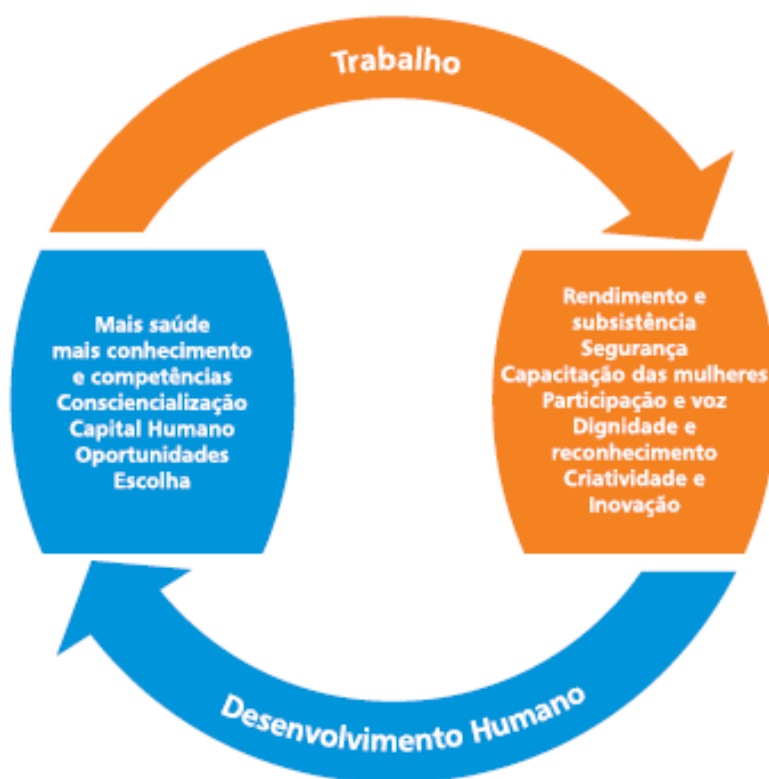 Trabalho
Mais saúde
mais conhecimento
e competências
Consciencialização
Capital Humano
Oportunidades
Escolha
Rendimento e
subsistência
Segurança
Capacitação das mulheres
Participação e voz
Dignidade e
reconhecimento
Criatividade e
Inovação
Desenvolvimento Humano